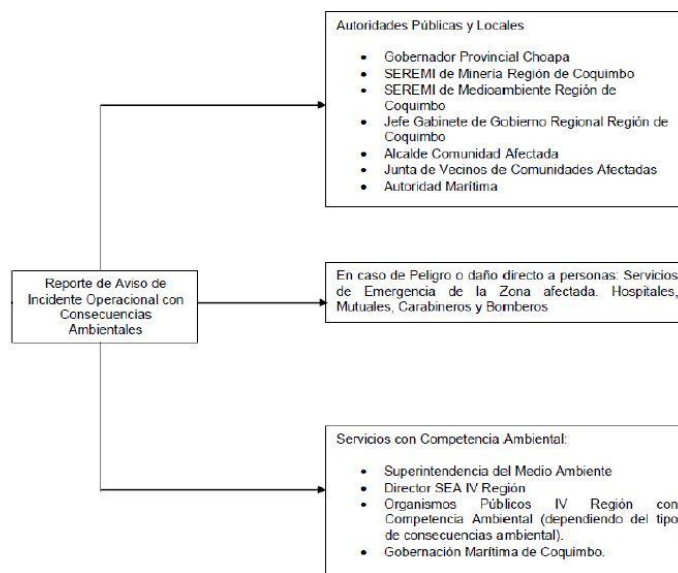 Autoridades Públicas y Locales
• Gobernador Provincial Choapa
• SEREMI de Minería Región de Coquimbo
• SEREMI de Medioambiente Región de
Coquimbo
• Jefe Gabinete de Gobierno Regional Región de
Coquimbo
• Alcalde Comunidad Afectada
• Junta de Vecinos de Comunidades Afectadas
• Autoridad Marítima
Reporte de Aviso de
Incidente Operacional con
Consecuencias
Ambientales
En caso de Peligro o daño directo a personas: Servicios
de Emergencia de la Zona afectada. Hospitales,
Mutuales, Carabineros y Bomberos
Servicios con Competencia Ambiental:
• Superintendencia del Medio Ambiente
• Director SEA IV Región
• Organismos Públicos IV Región con
Competencia Ambiental (dependiendo del tipo
de consecuencias ambiental).
• Gobernación Marítima de Coquimbo.